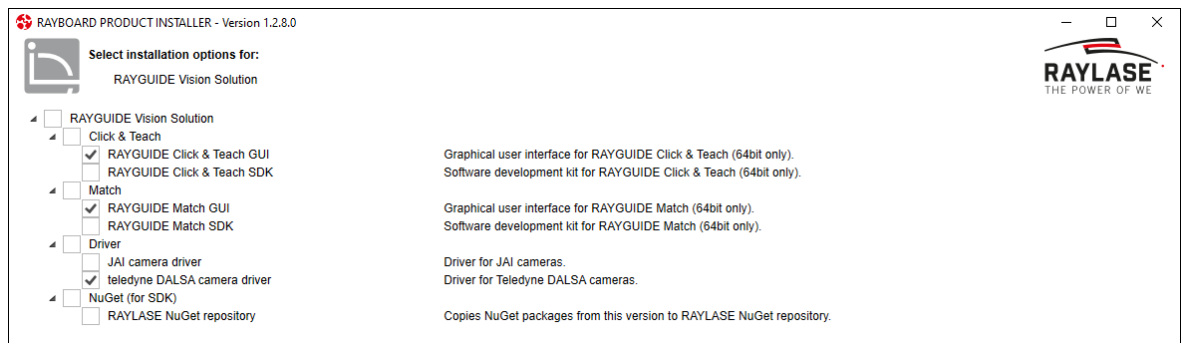 RAYBOARD PRODUCT INSTALLER - Version 1.2.8.0
Select installation options for:
RAYGUIDE Vision Solution
RAYLASE
THE POWER OF WE
RAYGUIDE Vision Solution
Click & Teach
RAYGUIDE Click & Teach GUI Graphical user interface for RAYGUIDE Click & Teach (64bit only).
RAYGUIDE Click & Teach SDK Software development kit for RAYGUIDE Click & Teach (64bit only).
Match
RAYGUIDE Match GUI Graphical user interface for RAYGUIDE Match (64bit only).
RAYGUIDE Match SDK Software development kit for RAYGUIDE Match (64bit only).
Driver
JAI camera driver Driver for JAI cameras.
teledyne DALSA camera driver Driver for Teledyne DALSA cameras.
NuGet (for SDK)
RAYLASE NuGet repository Copies NuGet packages from this version to RAYLASE NuGet repository.